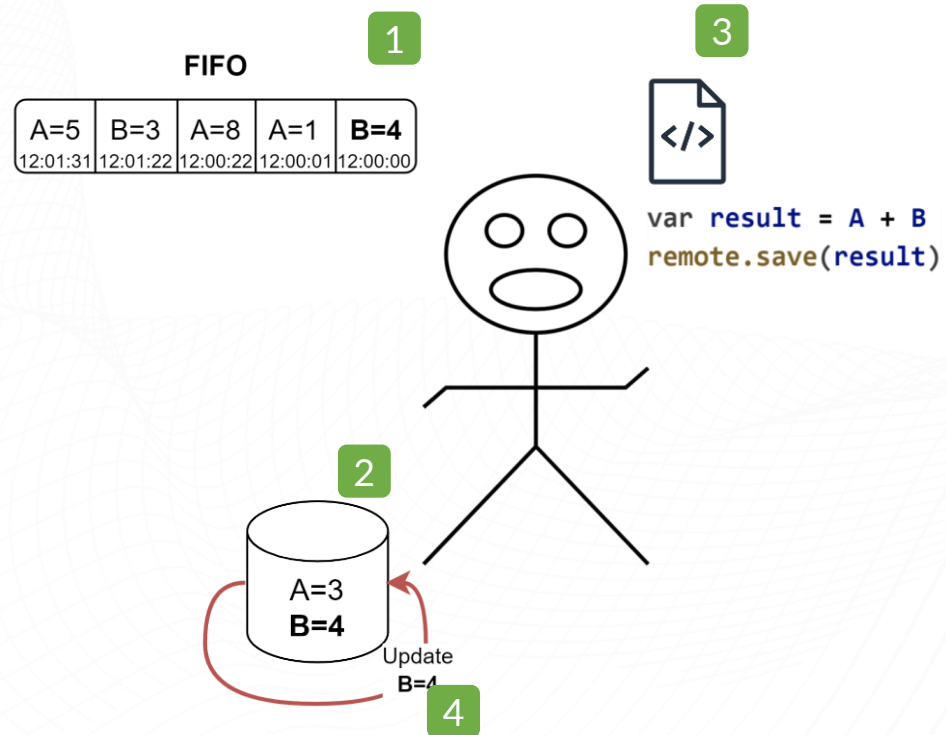 1
3
FIFO
A=5 B=3 A=8 A=1 B=4
12:01:31 12:01:22 12:00:22 12:00:01 12:00:00
</>
var result = A + B
remote.save(result)
2
A=3
B=4
Update
B=4
4